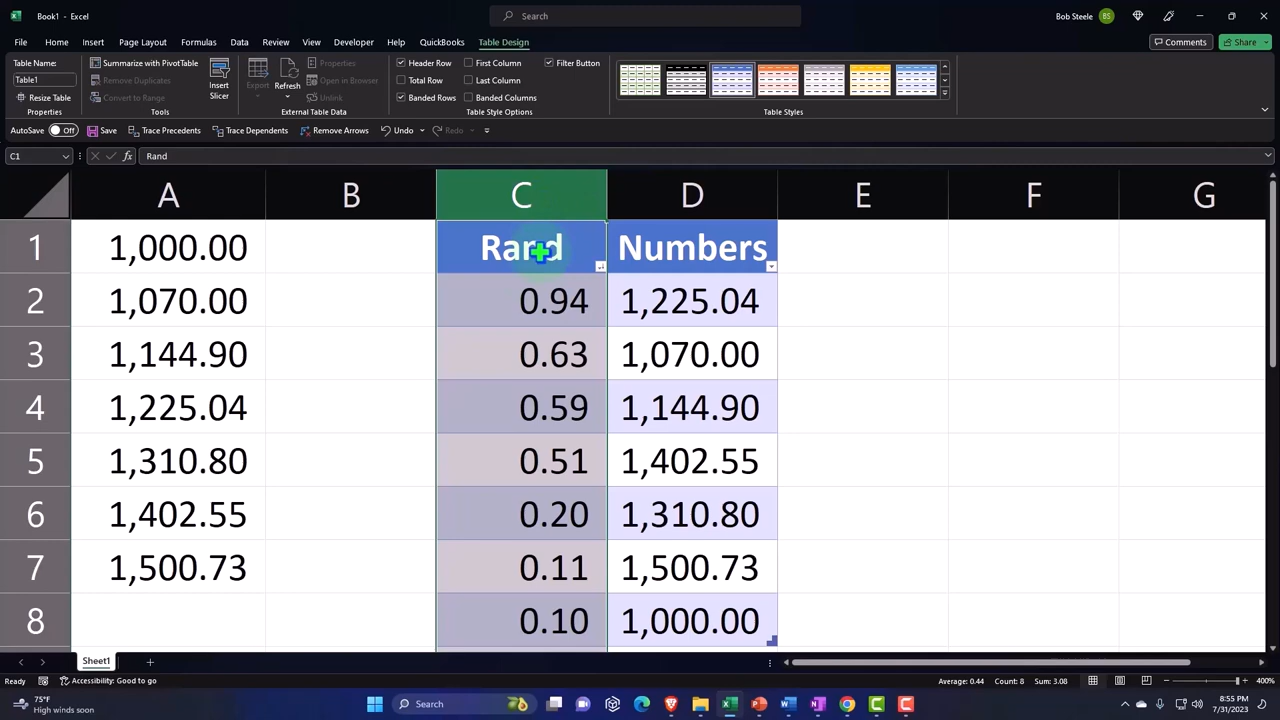 Book1 - Excel
Search
Bob Steele BS
File Home Insert Page Layout Formulas Data Review View Developer Help QuickBooks Table Design
Comments Share
Table Name:
Table1
Resize Table
Properties
Summarize with PivotTable
Remove Duplicates
Convert to Range
Tools
Insert
Slicer
Export
Refresh
Properties
Open in Browser
Unlink
External Table Data
Header Row First Column Filter Button
Total Row Last Column
Banded Rows Banded Columns
Table Style Options
Table Styles
AutoSave Off Save Trace Precedents Trace Dependents Remove Arrows Undo Redo
C1 fx Rand
A B C D E F G
1 1,000.00 Rand Numbers
2 1,070.00 0.94 1,225.04
3 1,144.90 0.63 1,070.00
4 1,225.04 0.59 1,144.90
5 1,310.80 0.51 1,402.55
6 1,402.55 0.20 1,310.80
7 1,500.73 0.11 1,500.73
8 0.10 1,000.00
Sheet1
Ready Accessibility: Good to go Average: 0.44 Count: 8 Sum: 3.08 400%
75°F
High winds soon
Search
8:55 PM
7/31/2023